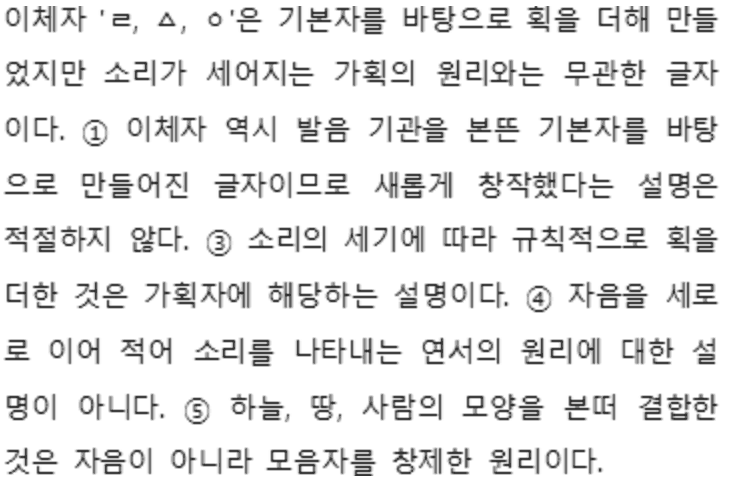 이체자 'ㄹ, ㅿ, ㆁ'은 기본자를 바탕으로 획을 더해 만들
었지만 소리가 세어지는 가획의 원리와는 무관한 글자
이다. ① 이체자 역시 발음 기관을 본뜬 기본자를 바탕
으로 만들어진 글자이므로 새롭게 창작했다는 설명은
적절하지 않다. ③ 소리의 세기에 따라 규칙적으로 획을
더한 것은 가획자에 해당하는 설명이다. ④ 자음을 세로
로 이어 적어 소리를 나타내는 연서의 원리에 대한 설
명이 아니다. ⑤ 하늘, 땅, 사람의 모양을 본떠 결합한
것은 자음이 아니라 모음자를 창제한 원리이다.